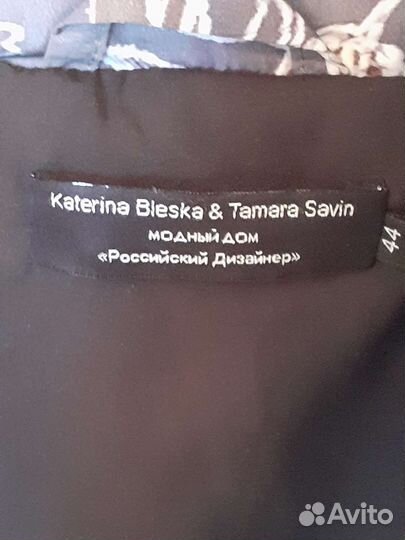 Katerina Bleska & Tamara Savin
МОДНЫЙ ДОМ
«Российский Дизайнер»
44
Avito